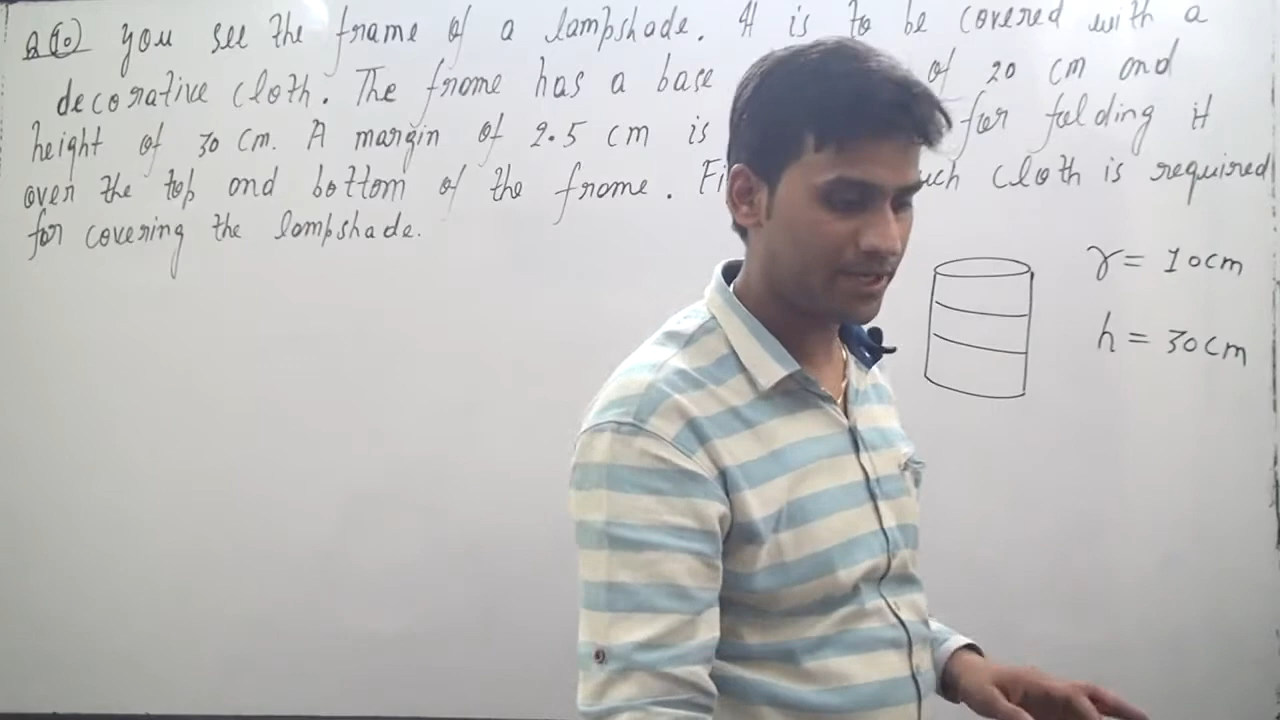 Q(10) you see the frame of a lampshade. It is to be covered with a
decorative cloth. The frame has a base of 20 cm and
height of 30 cm. A margin of 2.5 cm is for folding it
over the top and bottom of the frame. cloth is required
for covering the lampshade.
r = 10cm
h = 30cm